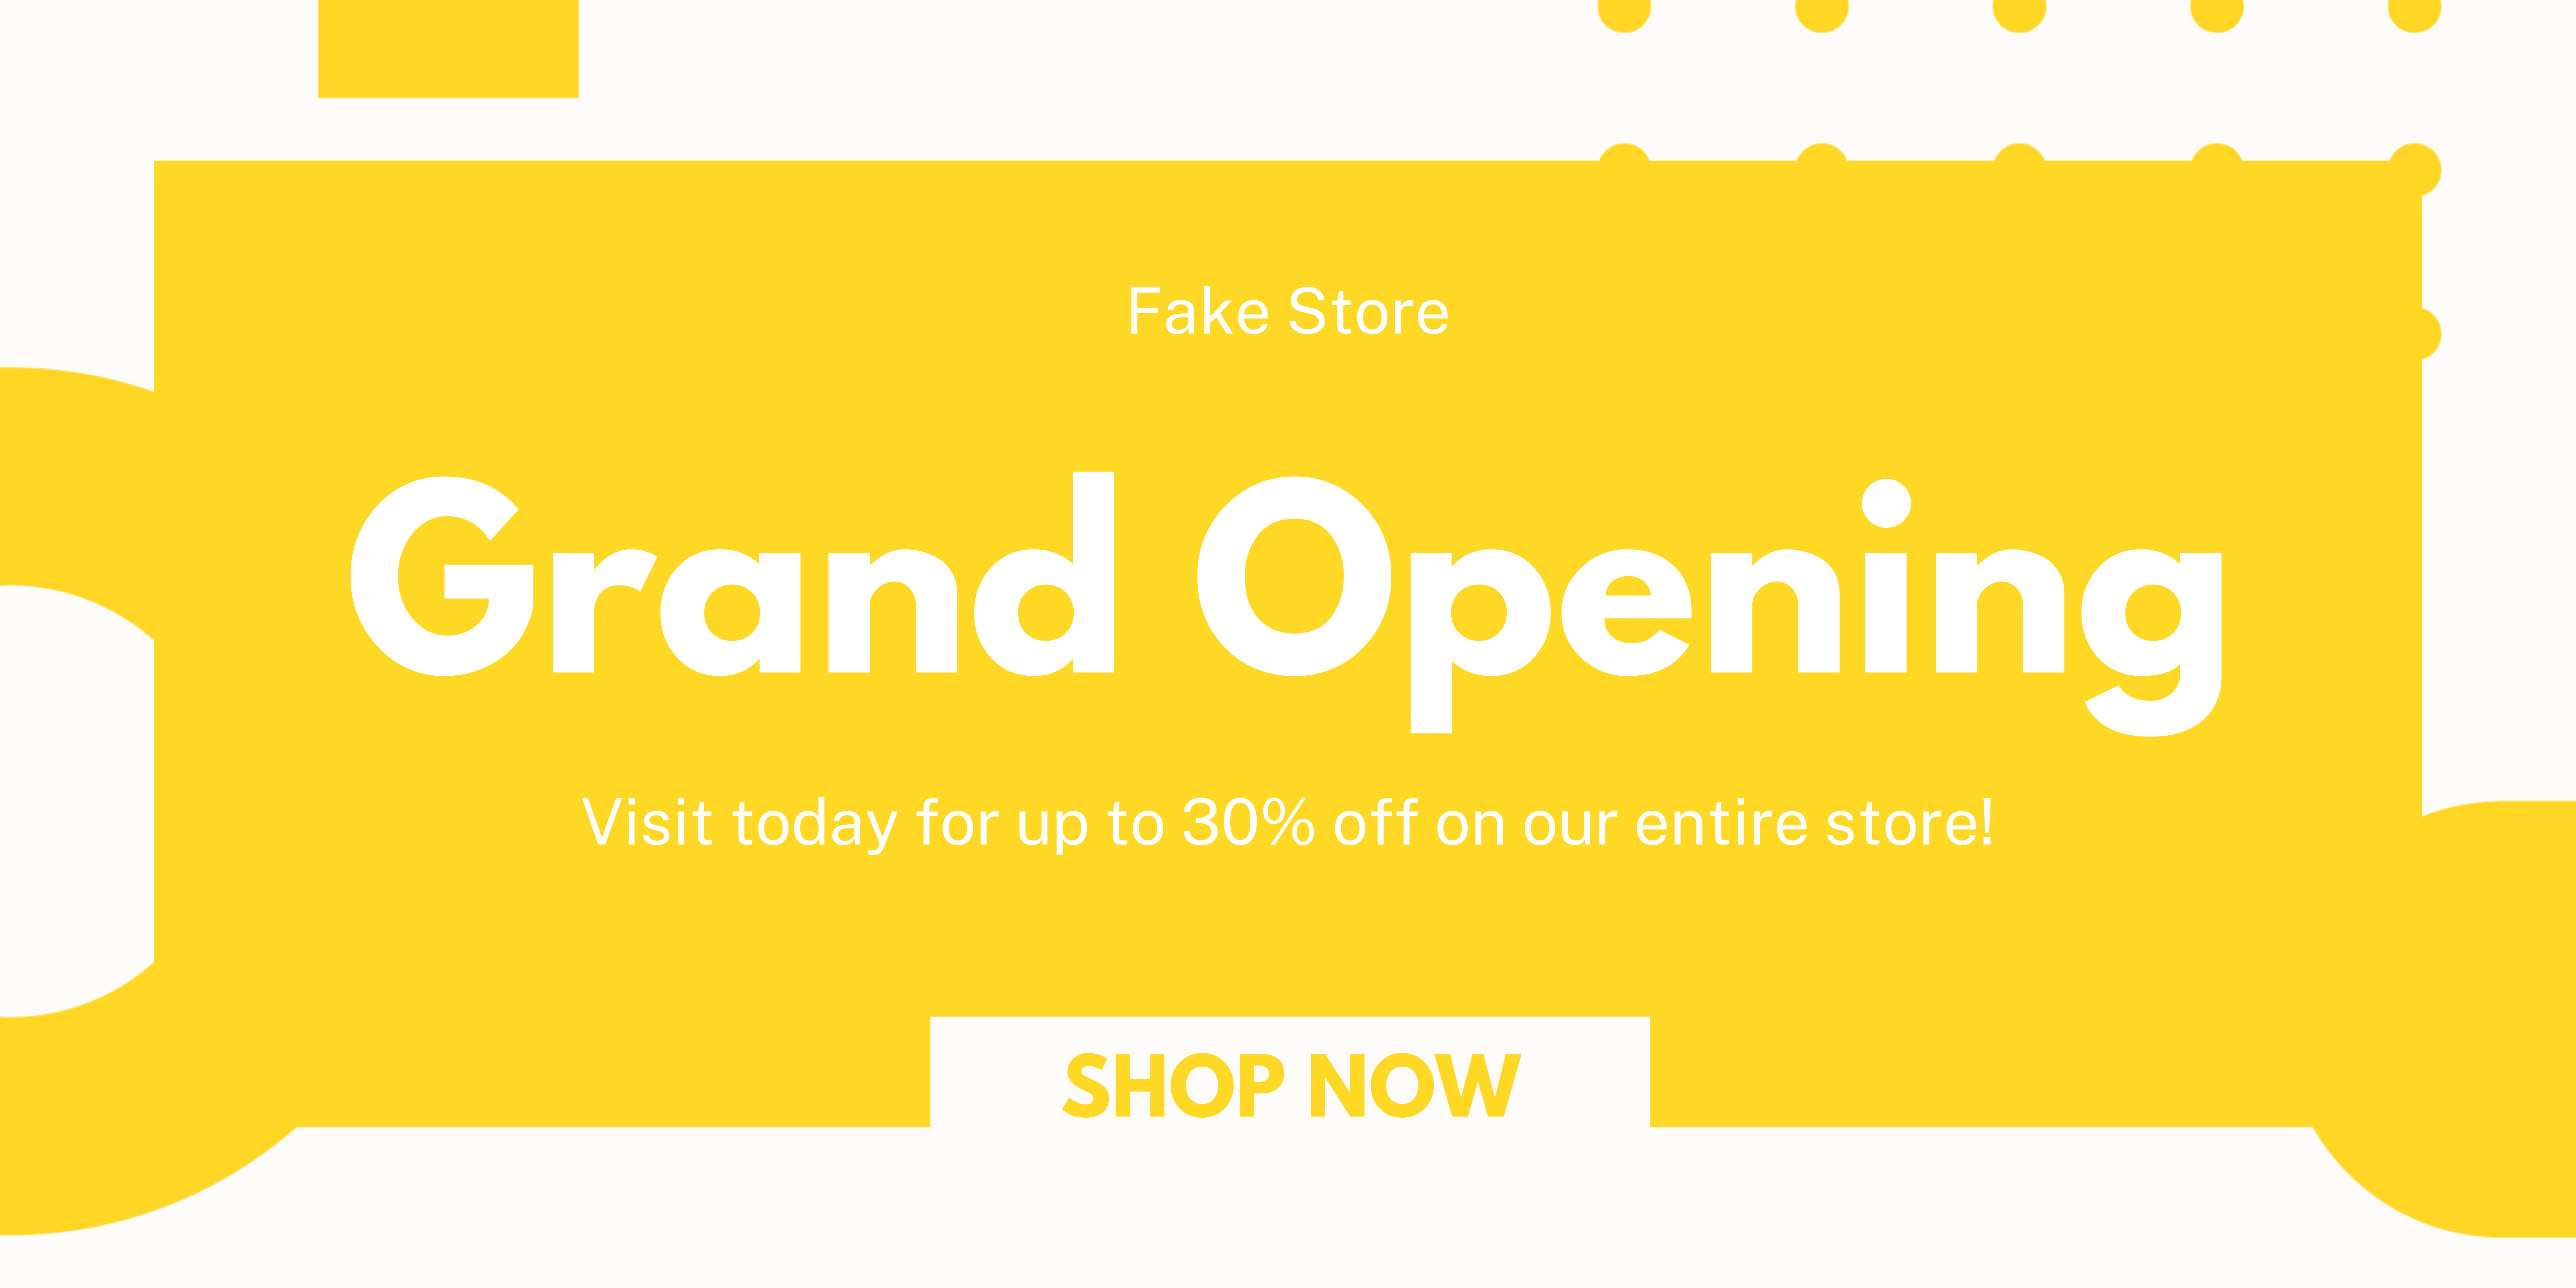 Fake Store
Grand Opening
Visit today for up to 30% off on our entire store!
SHOP NOW